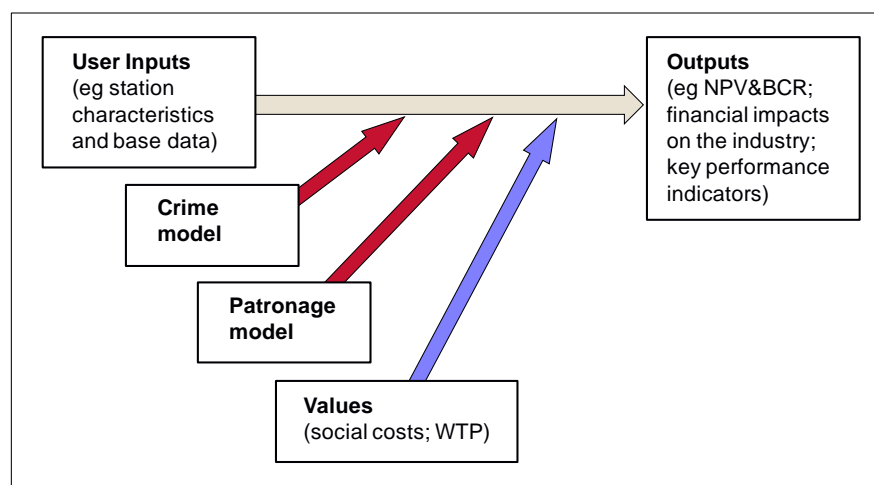 User Inputs
(eg station
characteristics
and base data)
Outputs
(eg NPV&BCR;
financial impacts
on the industry;
key performance
indicators)
Crime
model
Patronage
model
Values
(social costs; WTP)